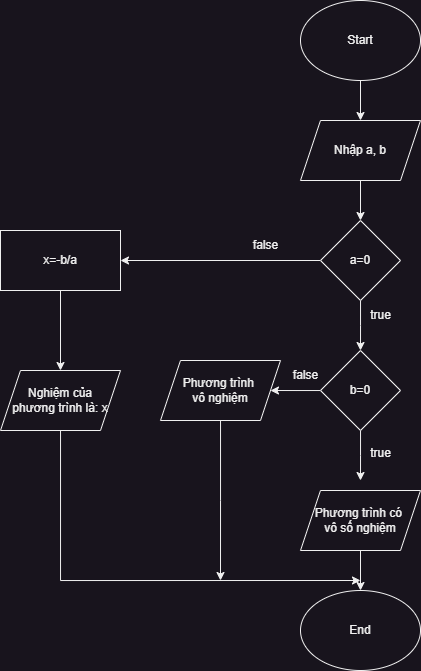 Start
Nhập a, b
false
x=-b/a
a=0
true
Phương trình
vô nghiệm
false
b=0
Nghiệm của
phương trình là: x
true
Phương trình có
vô số nghiệm
End